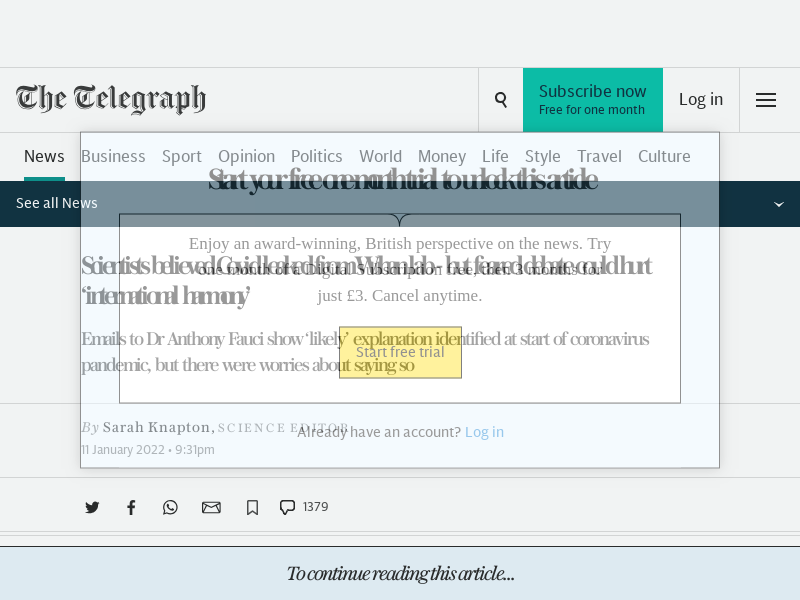 The Telegraph
Subscribe now
Free for one month
Log in
News Business Sport Opinion Politics World Money Life Style Travel Culture
Start your free one month trial to unlock this article
See all News
Enjoy an award-winning, British perspective on the news. Try
one month of a Digital Subscription free, then 3 months for
just £3. Cancel anytime.
Scientists believed Covid leaked from Wuhan lab - but feared debate could hurt
‘international harmony’
Emails to Dr Anthony Fauci show ‘likely’ explanation identified at start of coronavirus
pandemic, but there were worries about saying so
Start free trial
By Sarah Knapton, SCIENCE EDITOR
Already have an account? Log in
11 January 2022 • 9:31pm
1379
To continue reading this article...